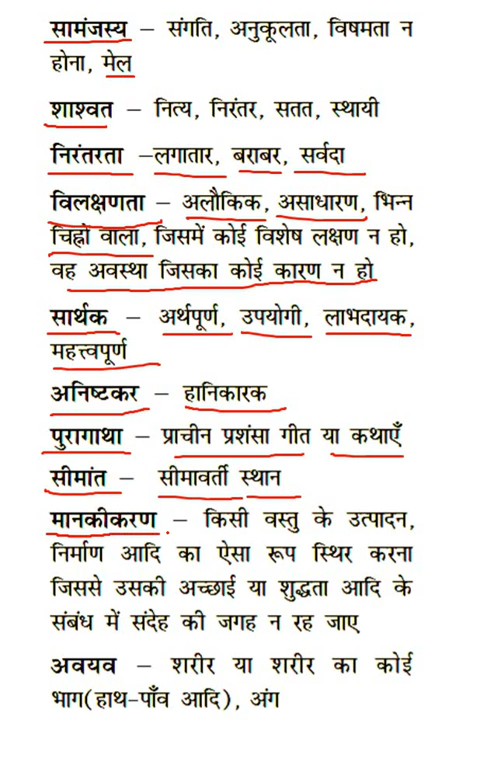 सामंजस्य – संगति, अनुकूलता, विषमता न
होना, मेल
शाश्वत – नित्य, निरंतर, सतत, स्थायी
निरंतरता –लगातार, बराबर, सर्वदा
विलक्षणता – अलौकिक, असाधारण, भिन्न
चिह्नों वाला, जिसमें कोई विशेष लक्षण न हो,
वह अवस्था जिसका कोई कारण न हो
सार्थक – अर्थपूर्ण, उपयोगी, लाभदायक,
महत्त्वपूर्ण
अनिष्टकर – हानिकारक
पुरागाथा – प्राचीन प्रशंसा गीत या कथाएँ
सीमांत – सीमावर्ती स्थान
मानकीकरण – किसी वस्तु के उत्पादन,
निर्माण आदि का ऐसा रूप स्थिर करना
जिससे उसकी अच्छाई या शुद्धता आदि के
संबंध में संदेह की जगह न रह जाए
अवयव – शरीर या शरीर का कोई
भाग(हाथ-पाँव आदि), अंग